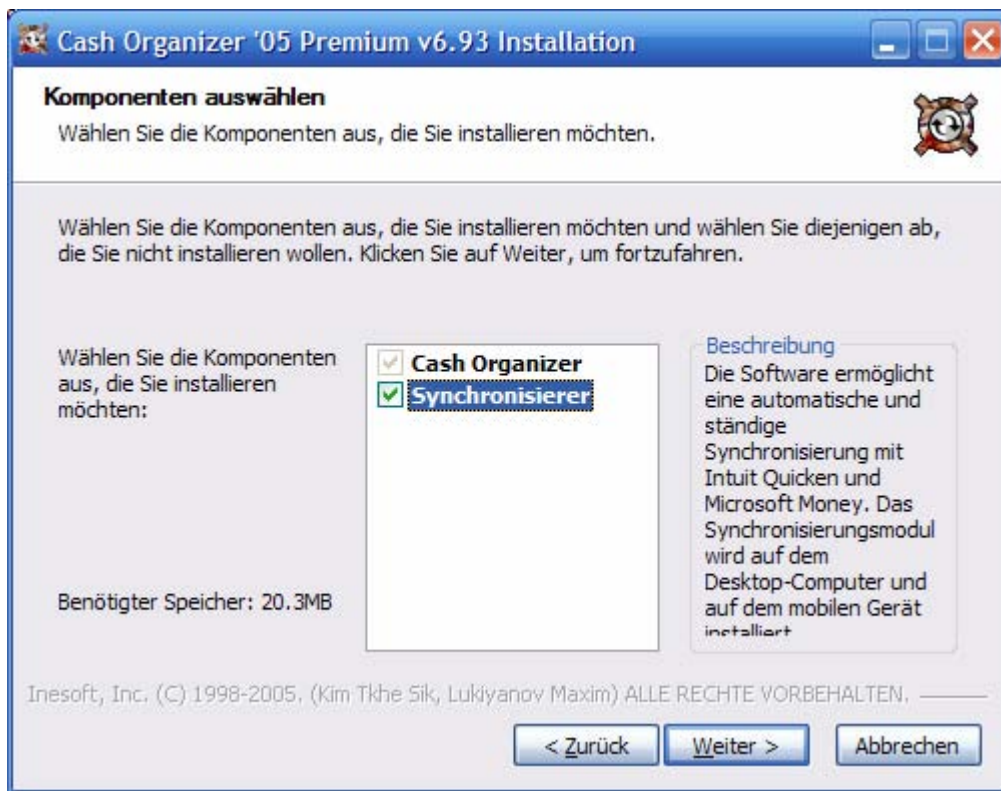 Cash Organizer '05 Premium v6.93 Installation
Komponenten auswählen
Wählen Sie die Komponenten aus, die Sie installieren möchten.
Wählen Sie die Komponenten aus, die Sie installieren möchten und wählen Sie diejenigen ab,
die Sie nicht installieren wollen. Klicken Sie auf Weiter, um fortzufahren.
Wählen Sie die Komponenten
aus, die Sie installieren
möchten:
Cash Organizer
Synchronisierer
Beschreibung
Die Software ermöglicht
eine automatische und
ständige
Synchronisierung mit
Intuit Quicken und
Microsoft Money. Das
Synchronisierungsmodul
wird auf dem
Desktop-Computer und
auf dem mobilen Gerät
installiert
Benötigter Speicher: 20.3MB
Inesoft, Inc. (C) 1998-2005. (Kim Tkhe Sik, Lukiyanov Maxim) ALLE RECHTE VORBEHALTEN.
< Zurück
Weiter >
Abbrechen